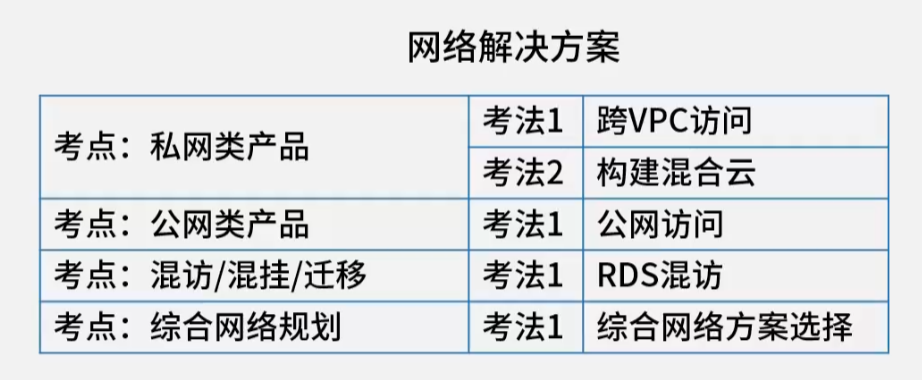 网络解决方案
考点：私网类产品
考法1 跨VPC访问
考法2 构建混合云
考点：公网类产品 考法1 公网访问
考点：混访/混挂/迁移 考法1 RDS混访
考点：综合网络规划 考法1 综合网络方案选择